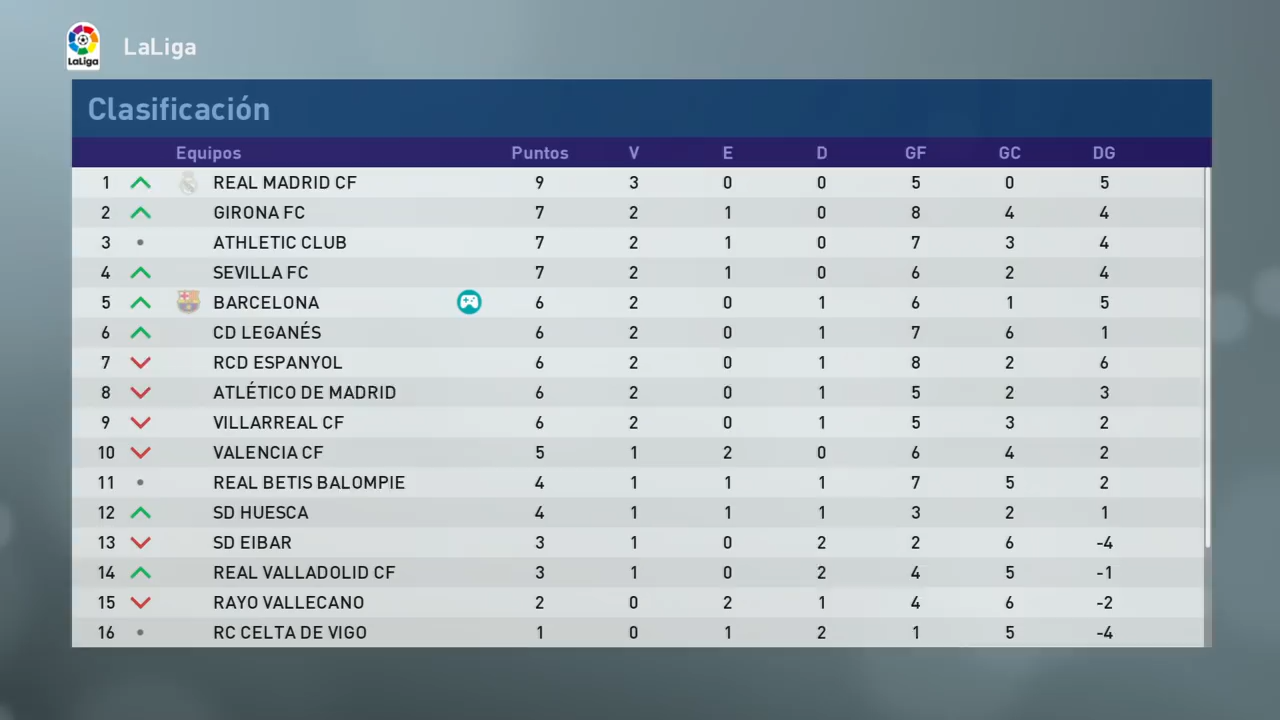 LaLiga
LaLiga
Clasificación
Equipos Puntos V E D GF GC DG
1 REAL MADRID CF 9 3 0 0 5 0 5
2 GIRONA FC 7 2 1 0 8 4 4
3 ATHLETIC CLUB 7 2 1 0 7 3 4
4 SEVILLA FC 7 2 1 0 6 2 4
5 BARCELONA 6 2 0 1 6 1 5
6 CD LEGANÉS 6 2 0 1 7 6 1
7 RCD ESPANYOL 6 2 0 1 8 2 6
8 ATLÉTICO DE MADRID 6 2 0 1 5 2 3
9 VILLARREAL CF 6 2 0 1 5 3 2
10 VALENCIA CF 5 1 2 0 6 4 2
11 REAL BETIS BALOMPIE 4 1 1 1 7 5 2
12 SD HUESCA 4 1 1 1 3 2 1
13 SD EIBAR 3 1 0 2 2 6 -4
14 REAL VALLADOLID CF 3 1 0 2 4 5 -1
15 RAYO VALLECANO 2 0 2 1 4 6 -2
16 RC CELTA DE VIGO 1 0 1 2 1 5 -4